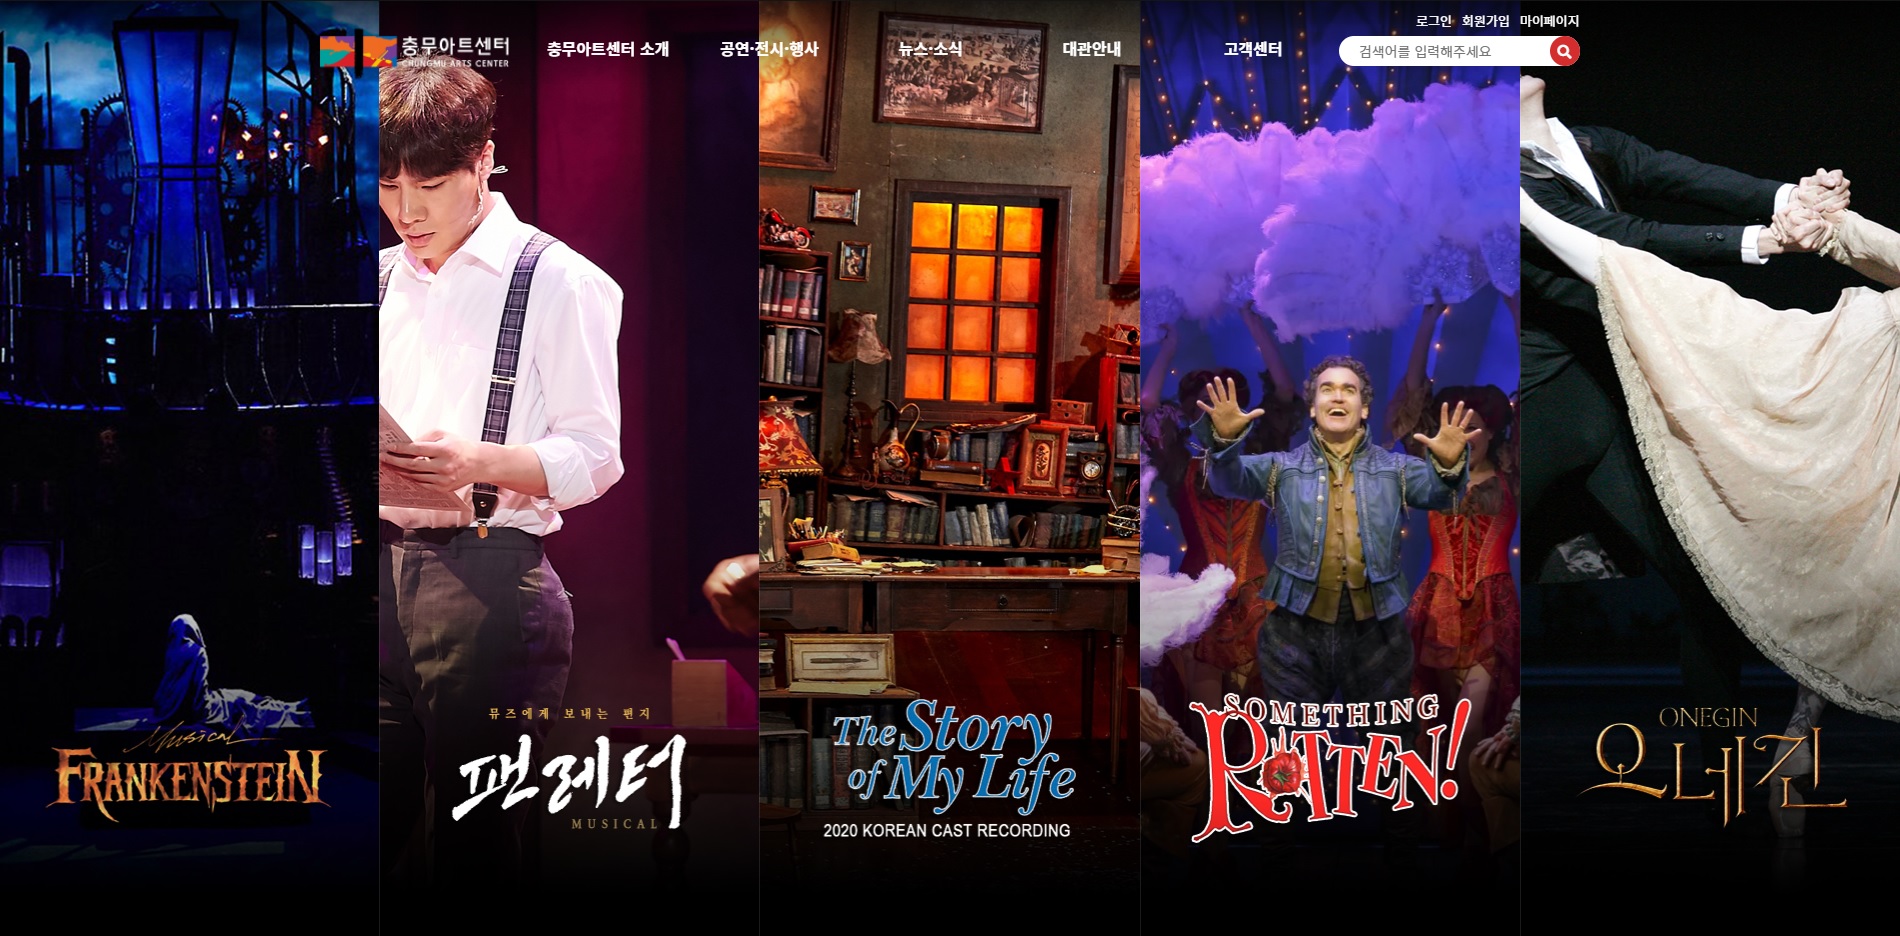 로그인 회원가입 마이페이지
충무아트센터
CHUNGMU ARTS CENTER
충무아트센터 소개 공연·전시·행사 뉴스·소식 대관안내 고객센터
검색어를 입력해주세요
Musical
FRANKENSTEIN
뮤즈에게 보내는 편지
팬레터
MUSICAL
The Story
of My Life
2020 KOREAN CAST RECORDING
SOMETHING
ROTTEN!
ONEGIN
오네긴